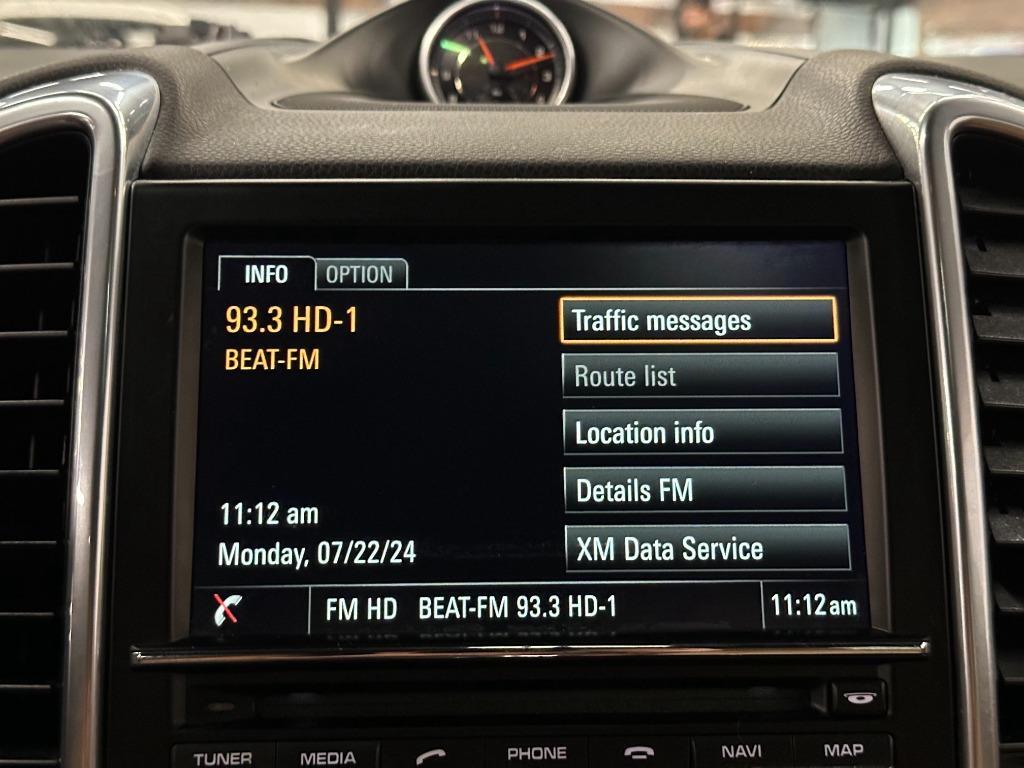 12
INFO
OPTION
93.3 HD-1
BEAT-FM
Traffic messages
Route list
Location info
Details FM
XM Data Service
11:12 am
Monday, 07/22/24
FM HD BEAT-FM 93.3 HD-1
11:12am
TUNER
MEDIA
PHONE
NAVI
MAP